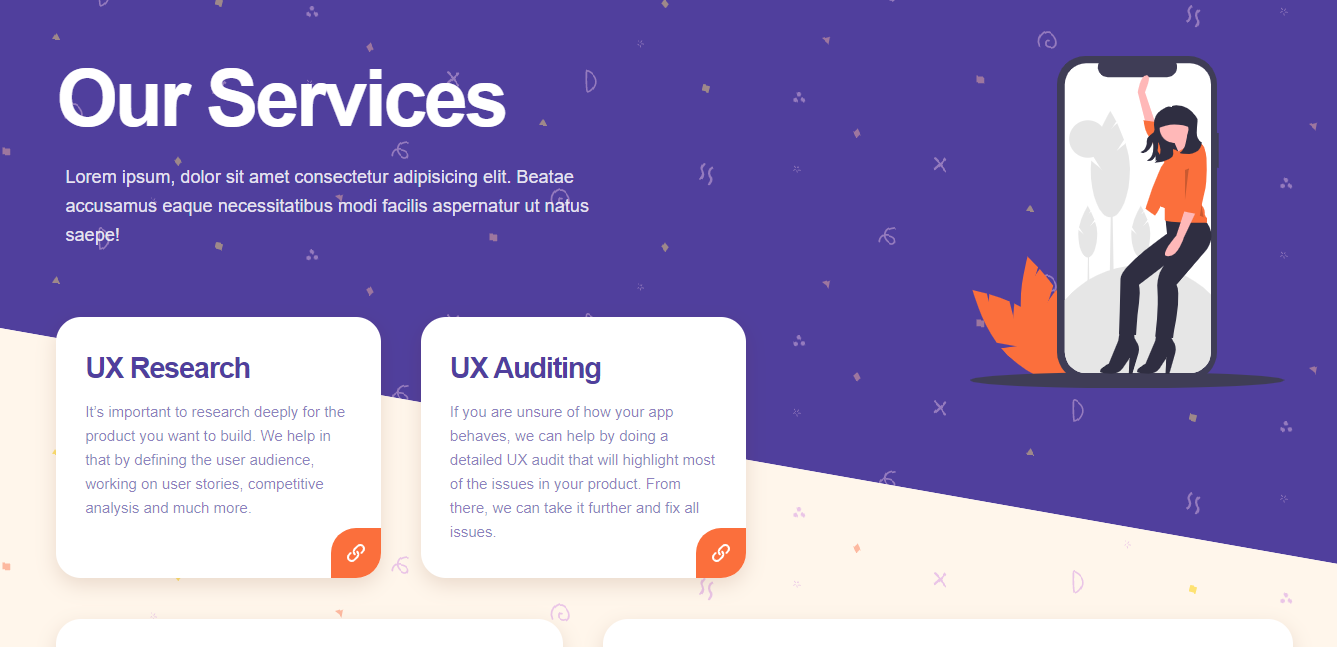 Our Services
Lorem ipsum, dolor sit amet consectetur adipisicing elit. Beatae
accusamus eaque necessitatibus modi facilis aspernatur ut natus
saepe!
UX Research
It's important to research deeply for the
product you want to build. We help in
that by defining the user audience,
working on user stories, competitive
analysis and much more.
UX Auditing
If you are unsure of how your app
behaves, we can help by doing a
detailed UX audit that will highlight most
of the issues in your product. From
there, we can take it further and fix all
issues.